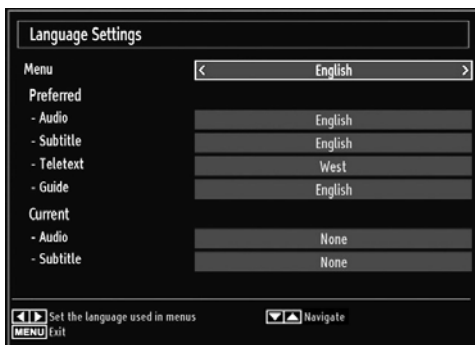 Language Settings
Menu < English >
Preferred
- Audio English
- Subtitle English
- Teletext West
- Guide English
Current
- Audio None
- Subtitle None
Set the language used in menus Navigate
MENU Exit